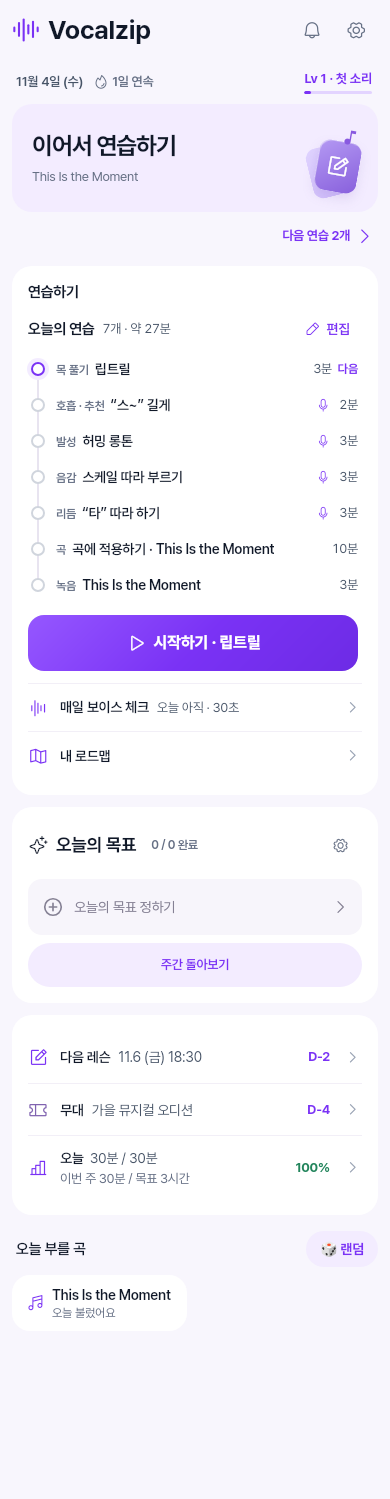 Vocalzip
11월 4일 (수) 1일 연속 Lv 1 · 첫 소리
이어서 연습하기
This Is the Moment
다음 연습 2개
연습하기
오늘의 연습 7개 · 약 27분 편집
목 풀기 립트릴 3분 다음
호흡 · 추천 “스~” 길게 2분
발성 허밍 롱톤 3분
음감 스케일 따라 부르기 3분
리듬 “타” 따라 하기 3분
곡 곡에 적용하기 · This Is the Moment 10분
녹음 This Is the Moment 3분
시작하기 · 립트릴
매일 보이스 체크 오늘 아직 · 30초
내 로드맵
오늘의 목표 0 / 0 완료
오늘의 목표 정하기
주간 돌아보기
다음 레슨 11.6 (금) 18:30 D-2
무대 가을 뮤지컬 오디션 D-4
오늘 30분 / 30분 100%
이번 주 30분 / 목표 3시간
오늘 부를 곡 🎲 랜덤
This Is the Moment
오늘 불렀어요